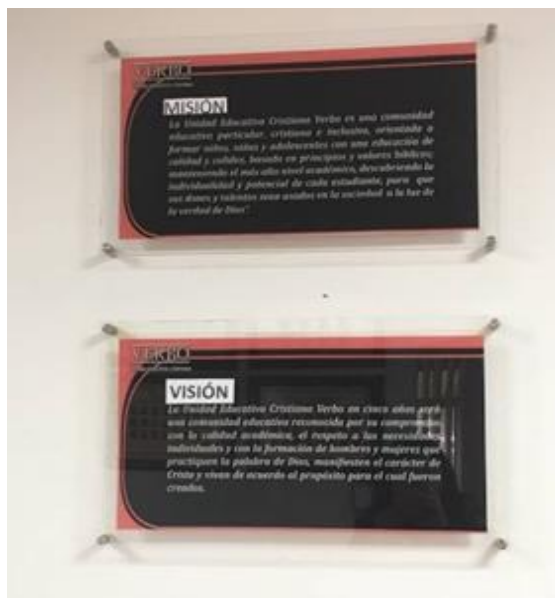 VERBO
MISIÓN
La Unidad Educativa Cristiana Verbo es una comunidad
educativa particular, cristiana e inclusiva, orientada a
formar niños, niñas y adolescentes con una educación de
calidad y calidez, basada en principios y valores bíblicos;
manteniendo el más alto nivel académico, descubriendo la
individualidad y potencial de cada estudiante, para que
sus dones y talentos sean usados en la sociedad a la luz de
la verdad de Dios".
VERBO
VISIÓN
La Unidad Educativa Cristiana Verbo en cinco años será
una comunidad educativa reconocida por su compromiso
con la calidad académica, el respeto a las necesidades
individuales y con la formación de hombres y mujeres que
practiquen la palabra de Dios, manifiesten el carácter de
Cristo y vivan de acuerdo al propósito para el cual fueron
creados.